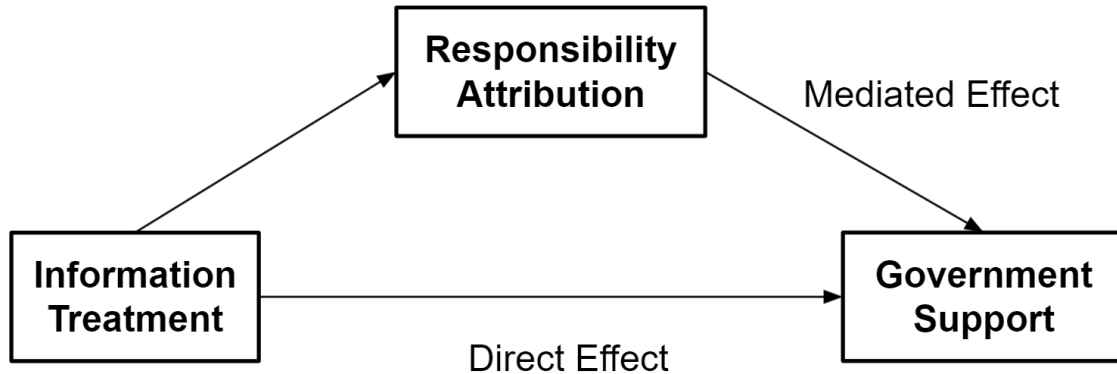 Responsibility
Attribution
Mediated Effect
Information
Treatment
Government
Support
Direct Effect